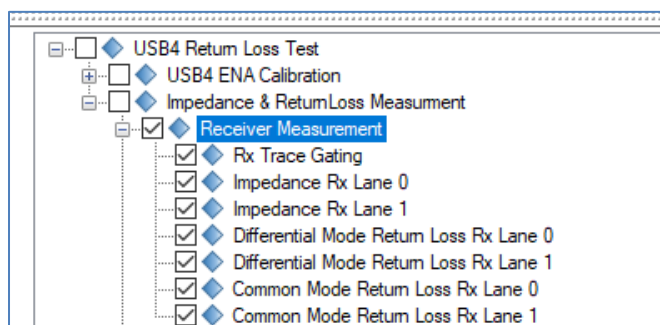 USB4 Return Loss Test
USB4 ENA Calibration
Impedance & ReturnLoss Measurment
Receiver Measurement
Rx Trace Gating
Impedance Rx Lane 0
Impedance Rx Lane 1
Differential Mode Return Loss Rx Lane 0
Differential Mode Return Loss Rx Lane 1
Common Mode Return Loss Rx Lane 0
Common Mode Return Loss Rx Lane 1